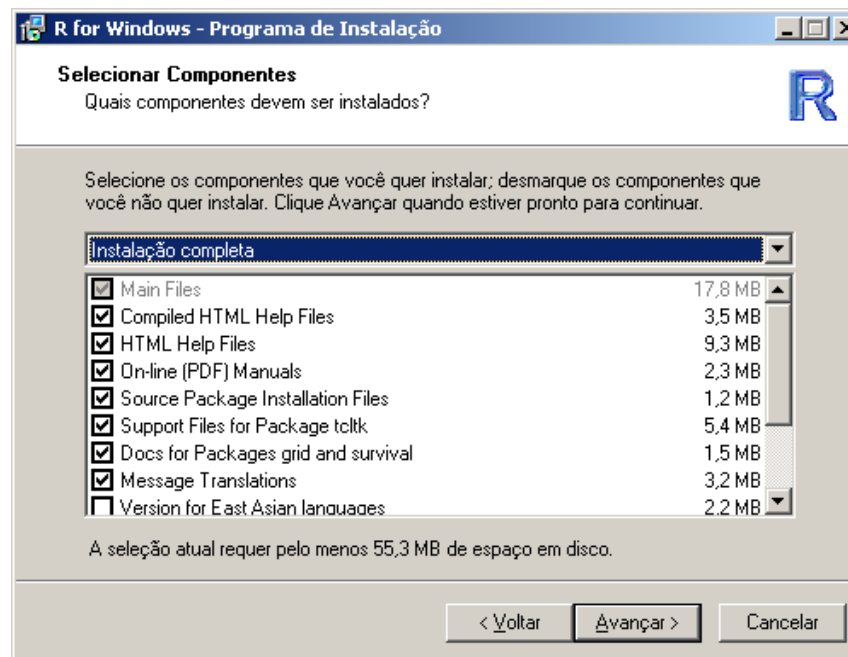 R for Windows - Programa de Instalação
Selecionar Componentes
Quais componentes devem ser instalados?
R
Selecione os componentes que você quer instalar; desmarque os componentes que
você não quer instalar. Clique Avançar quando estiver pronto para continuar.
Instalação completa
Main Files 17,8 MB
Compiled HTML Help Files 3,5 MB
HTML Help Files 9,3 MB
On-line (PDF) Manuals 2,3 MB
Source Package Installation Files 1,2 MB
Support Files for Package tcltk 5,4 MB
Docs for Packages grid and survival 1,5 MB
Message Translations 3,2 MB
Version for East Asian languages 2,2 MB
A seleção atual requer pelo menos 55,3 MB de espaço em disco.
< Voltar Avançar > Cancelar